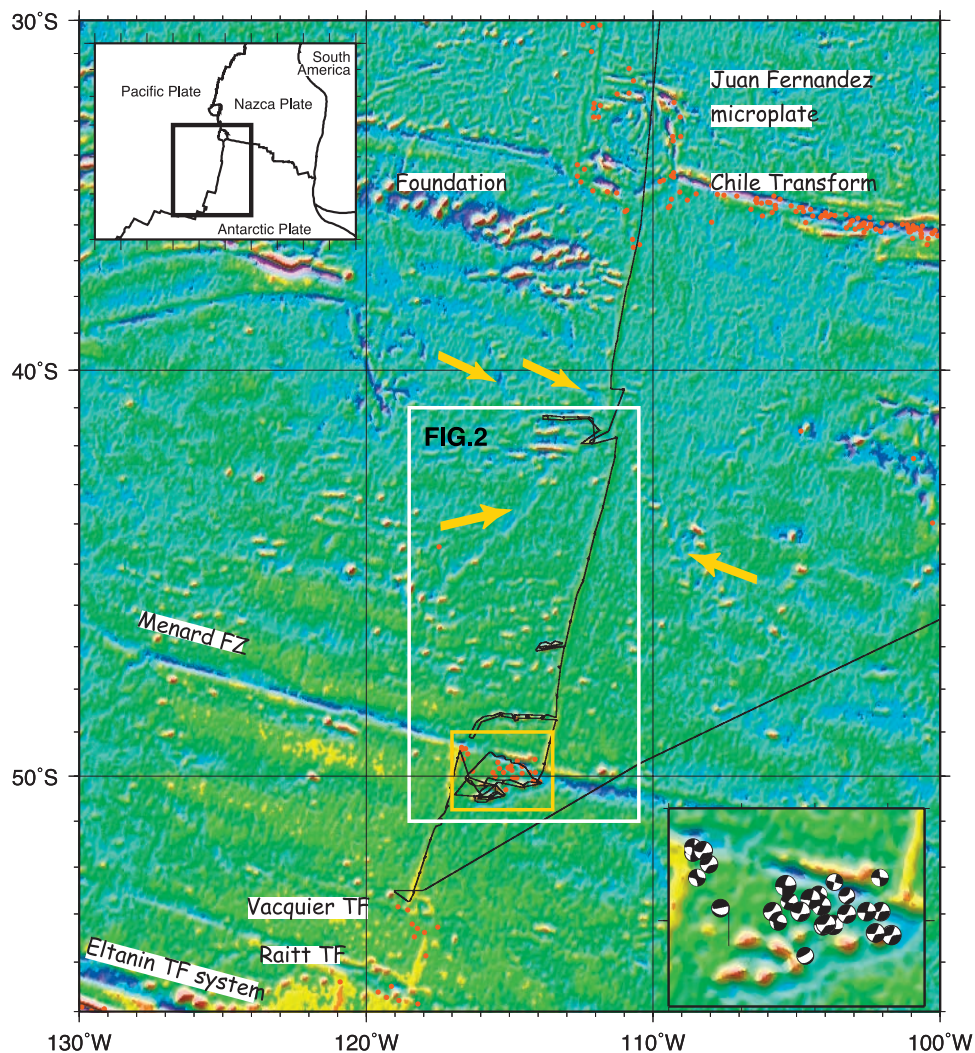 30°S
South
America
Pacific Plate
Nazca Plate
Antarctic Plate
Juan Fernandez
microplate
Foundation
Chile Transform
40°S
FIG.2
Menard FZ
50°S
Vacquier TF
Raitt TF
Eltanin TF system
130°W
120°W
110°W
100°W